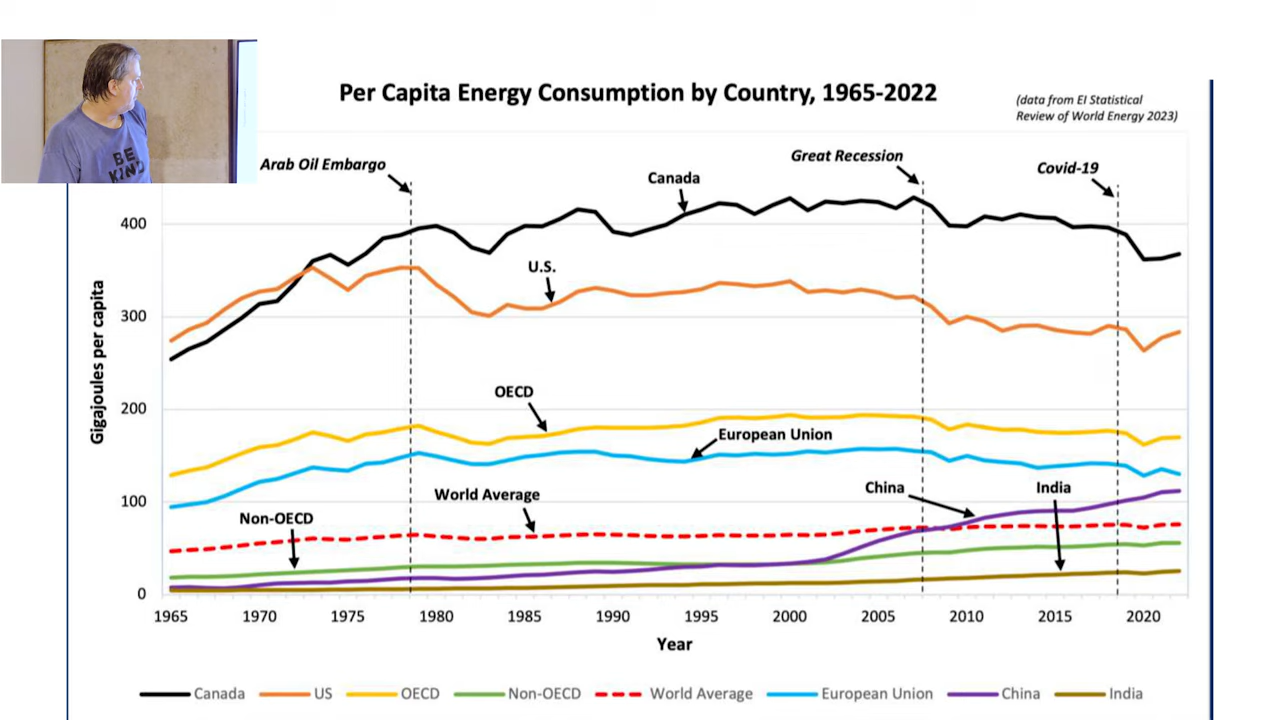 BE
KIND
Per Capita Energy Consumption by Country, 1965-2022
(data from EI Statistical
Review of World Energy 2023)
Arab Oil Embargo
Great Recession
Covid-19
Canada
U.S.
OECD
European Union
World Average
Non-OECD
China
India
Gigajoules per capita
400
300
200
100
0
1965 1970 1975 1980 1985 1990 1995 2000 2005 2010 2015 2020
Year
Canada US OECD Non-OECD World Average European Union China India